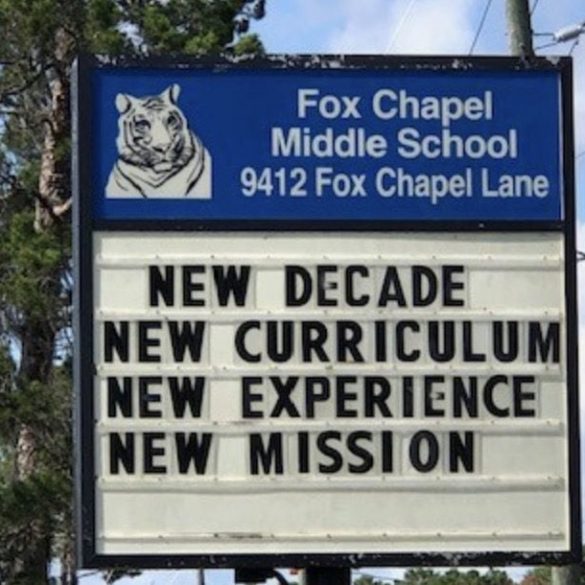 Fox Chapel
Middle School
9412 Fox Chapel Lane
NEW DECADE
NEW CURRICULUM
NEW EXPERIENCE
NEW MISSION